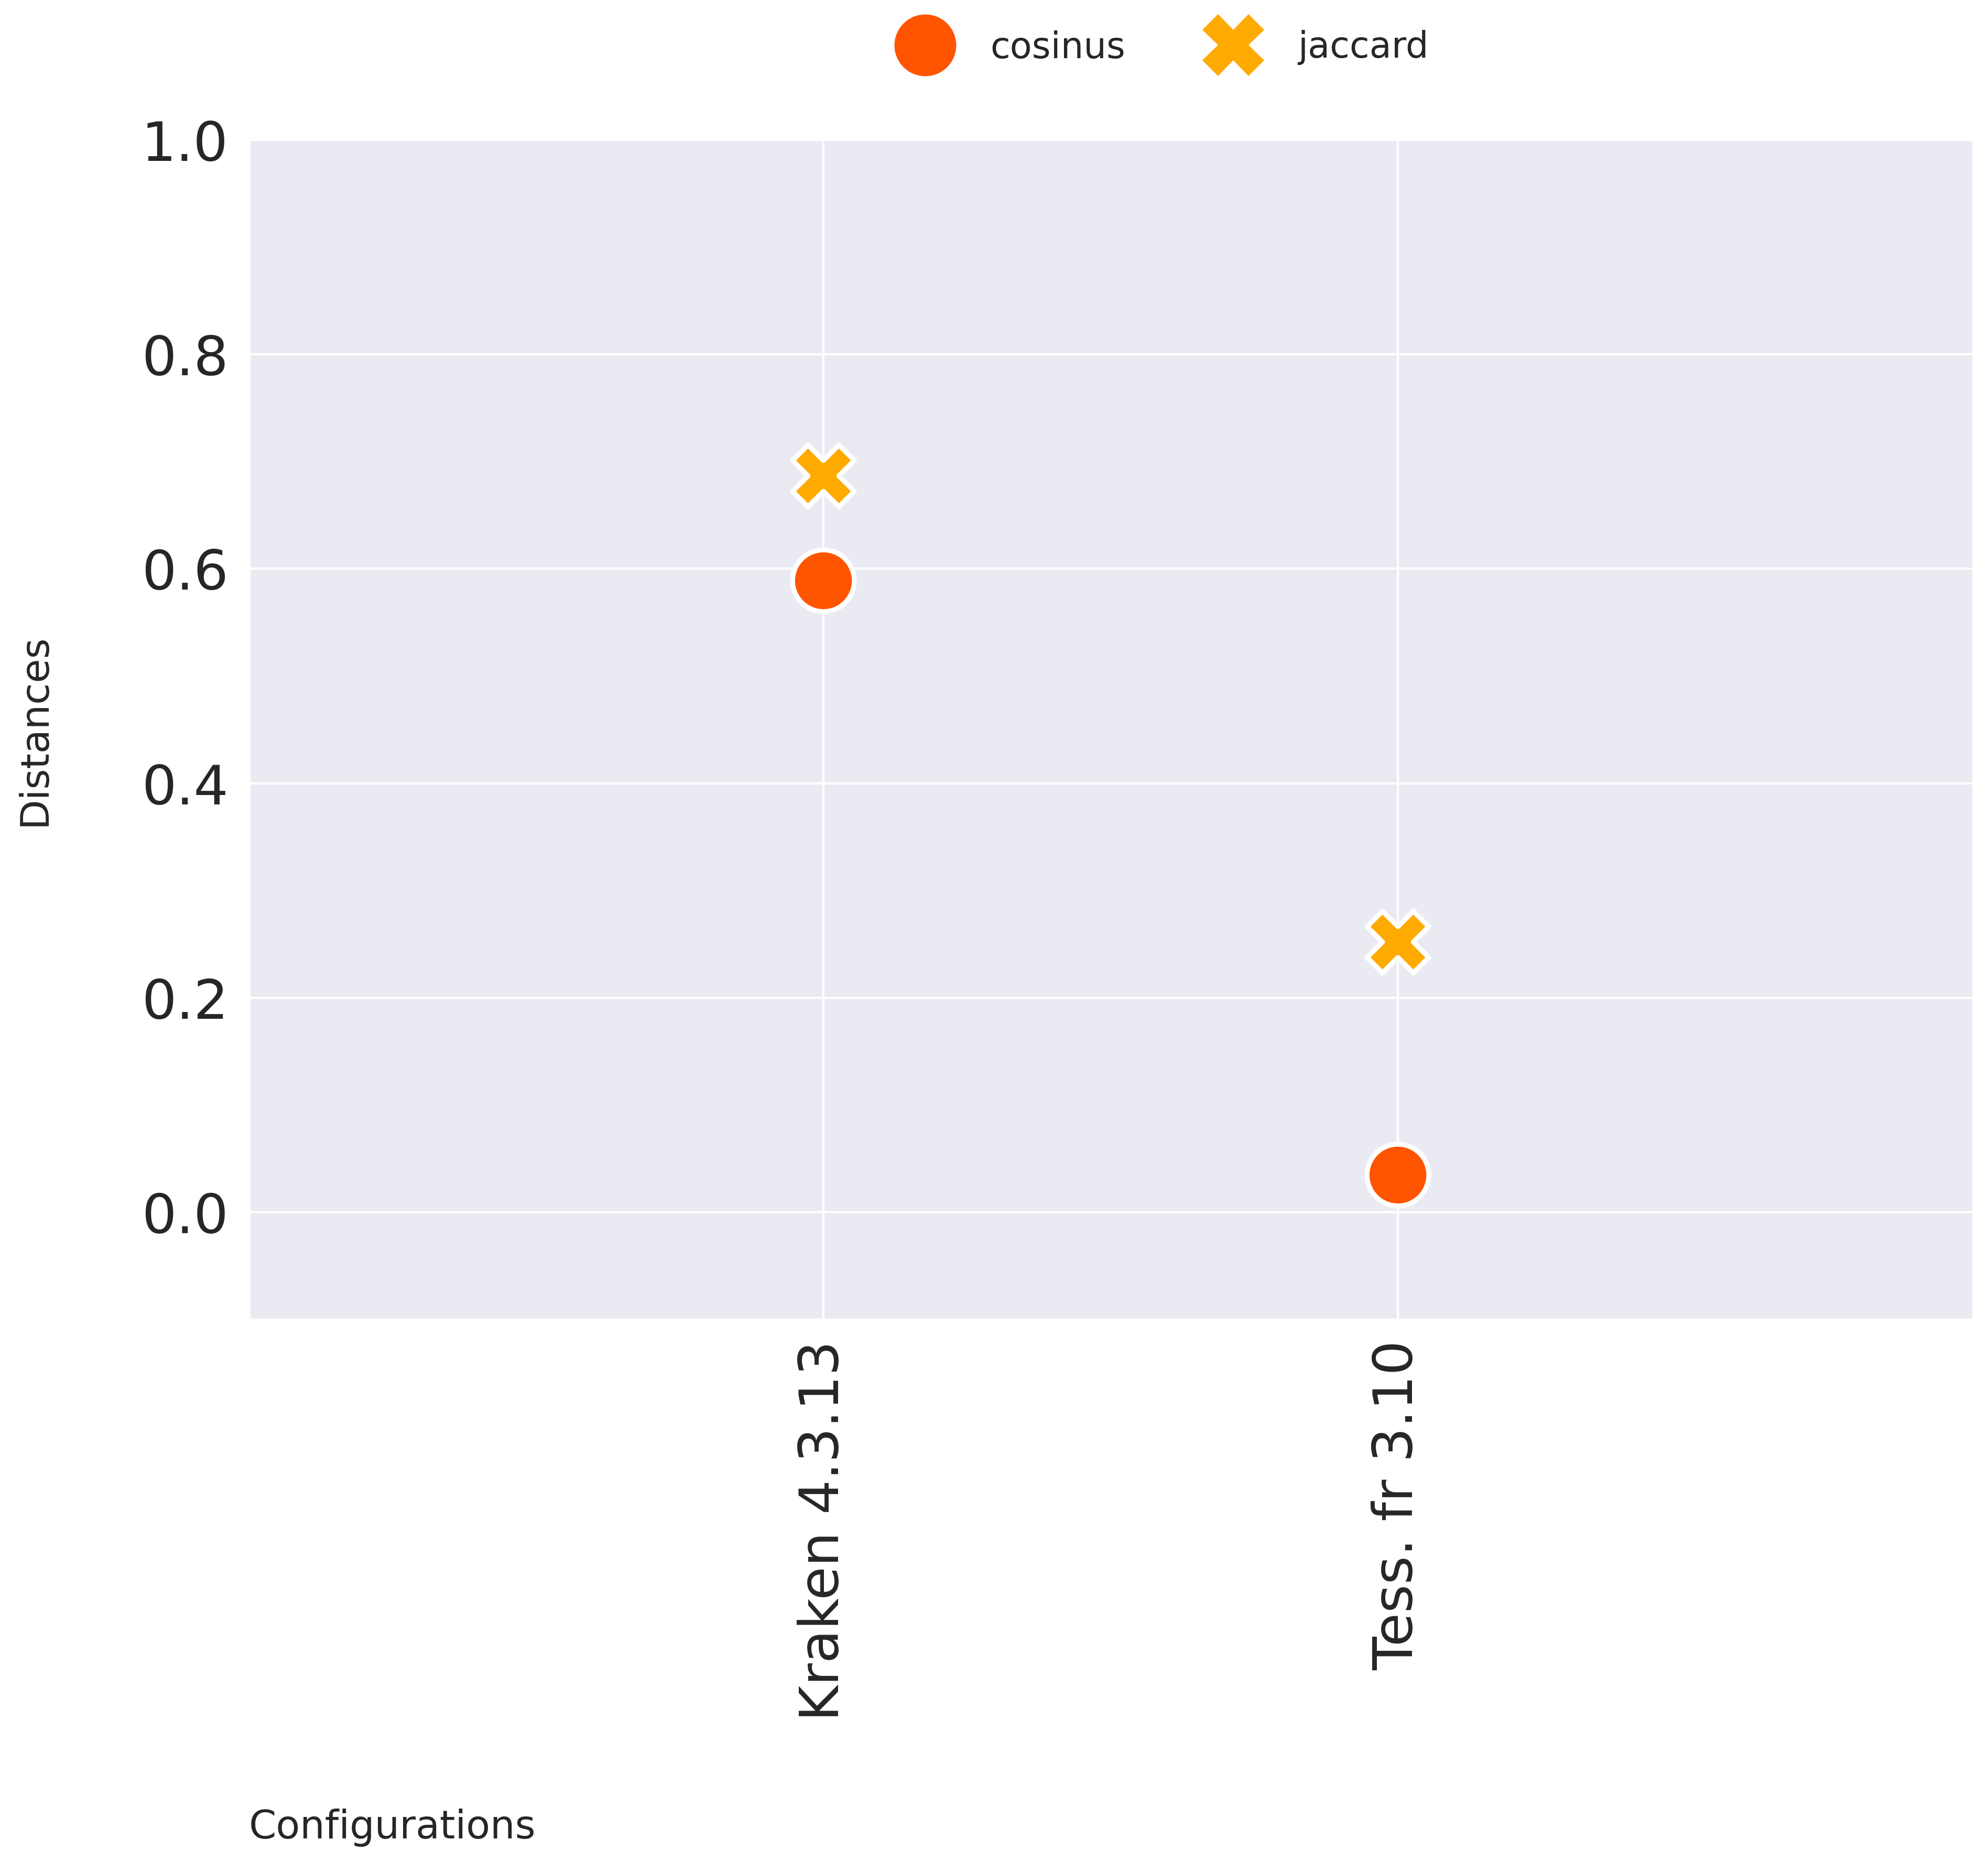 cosinus jaccard
1.0
0.8
0.6
0.4
0.2
0.0
Distances
Kraken 4.3.13
Tess. fr 3.10
Configurations